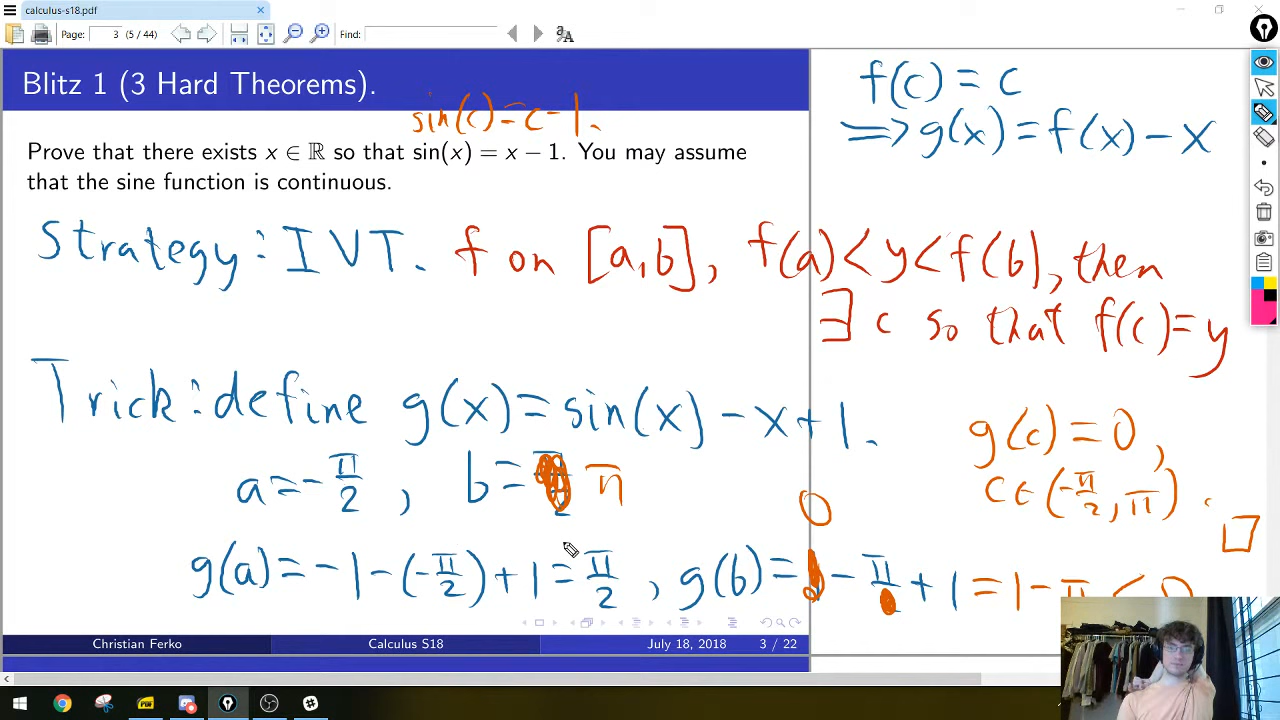 calculus-s18.pdf
Page: 3 (5 / 44) Find:
Blitz 1 (3 Hard Theorems).
sin(c)=c-1.
Prove that there exists x ∈ ℝ so that sin(x) = x − 1. You may assume
that the sine function is continuous.
f(c) = c
⟹ g(x) = f(x) − x
Strategy: IVT. f on [a,b], f(a)<y<f(b), then
∃ c so that f(c)=y
Trick: define g(x)=sin(x)−x+1.
a=−π/2, b= π
g(c)=0,
c∈(−π/2, π).
□
0
g(a)=−1−(−π/2)+1=π/2, g(b)= − π +1=1−π<0
Christian Ferko Calculus S18 July 18, 2018 3 / 22